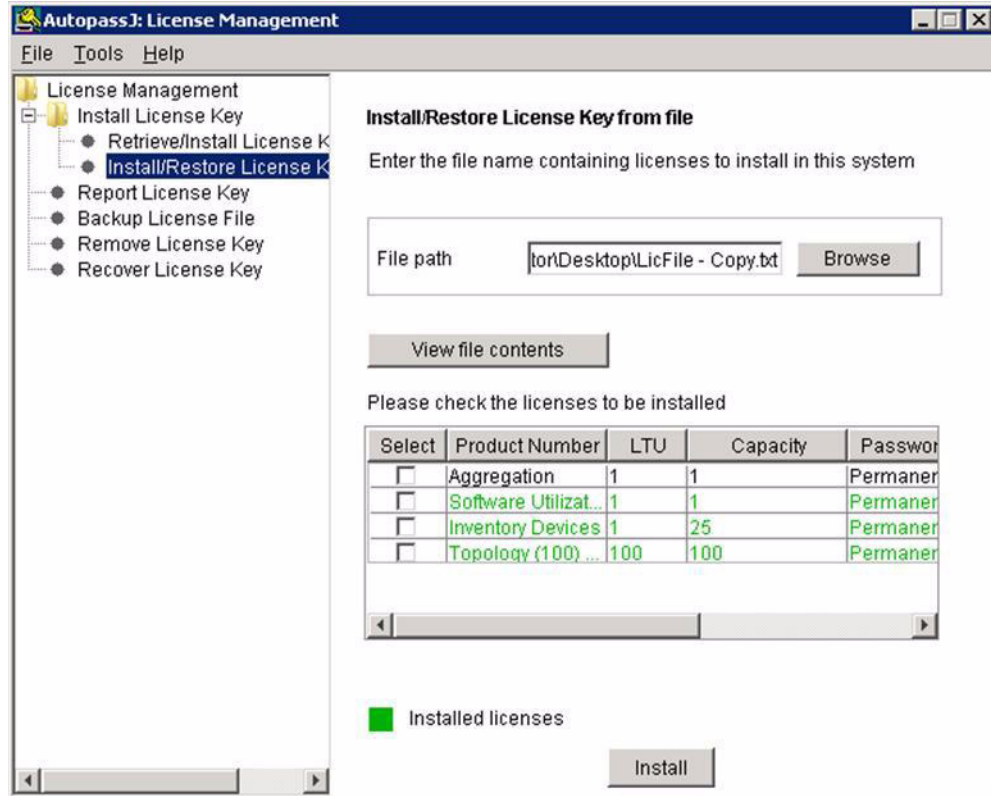 AutopassJ: License Management
File Tools Help
License Management
Install License Key
Retrieve/Install License K
Install/Restore License K
Report License Key
Backup License File
Remove License Key
Recover License Key
Install/Restore License Key from file
Enter the file name containing licenses to install in this system
File path tor\Desktop\LicFile - Copy.txt Browse
View file contents
Please check the licenses to be installed
Select Product Number LTU Capacity Passwor
Aggregation 1 1 Permaner
Software Utilizat... 1 1 Permaner
Inventory Devices 1 25 Permaner
Topology (100) ... 100 100 Permaner
Installed licenses
Install